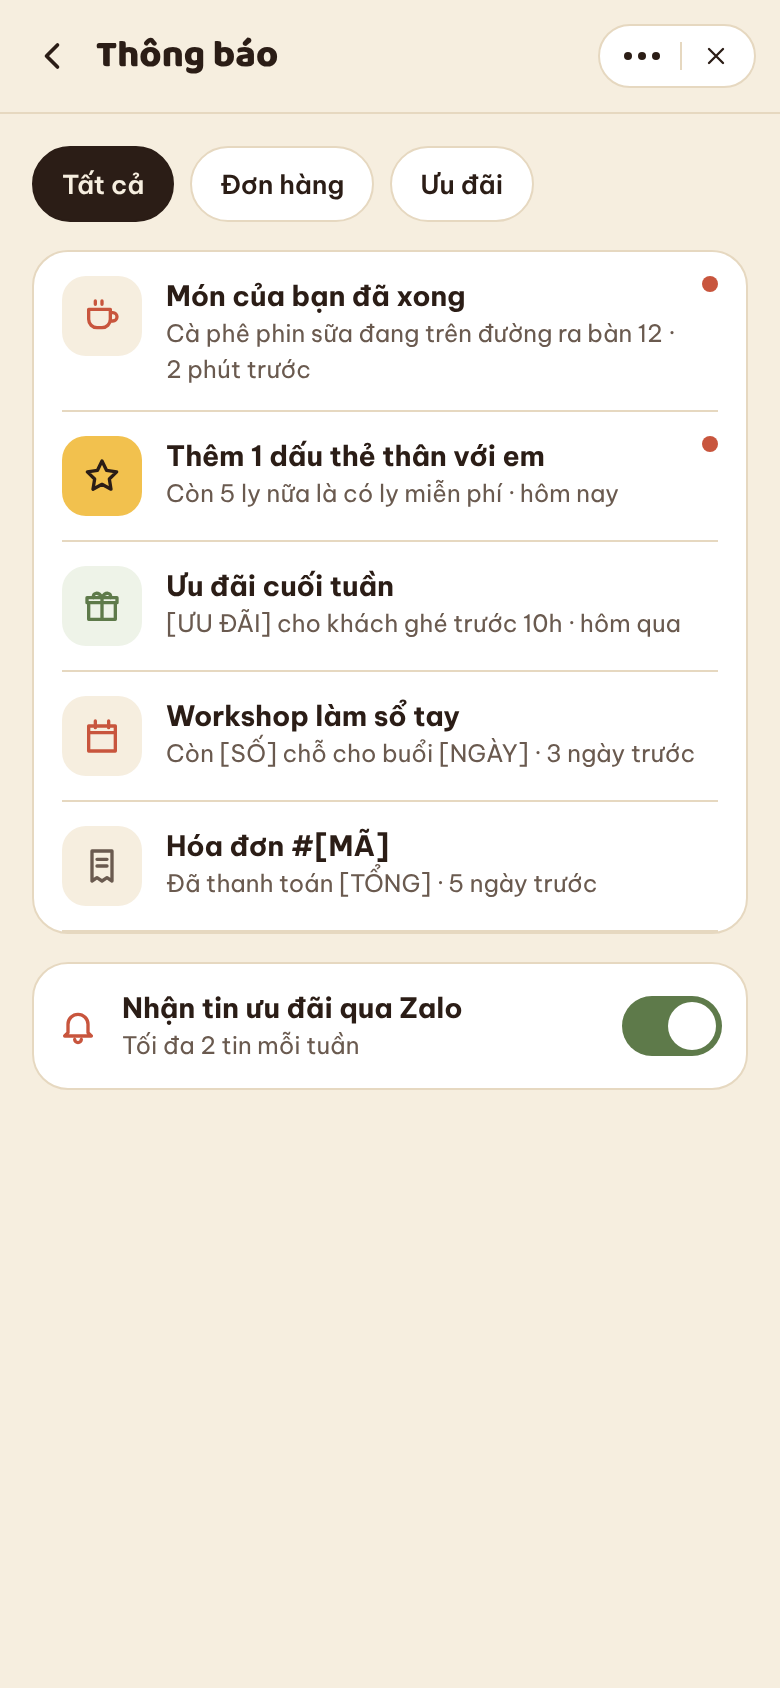 Thông báo
Tất cả
Đơn hàng
Ưu đãi
Món của bạn đã xong
Cà phê phin sữa đang trên đường ra bàn 12 ·
2 phút trước
Thêm 1 dấu thẻ thân với em
Còn 5 ly nữa là có ly miễn phí · hôm nay
Ưu đãi cuối tuần
[ƯU ĐÃI] cho khách ghé trước 10h · hôm qua
Workshop làm sổ tay
Còn [SỐ] chỗ cho buổi [NGÀY] · 3 ngày trước
Hóa đơn #[MÃ]
Đã thanh toán [TỔNG] · 5 ngày trước
Nhận tin ưu đãi qua Zalo
Tối đa 2 tin mỗi tuần